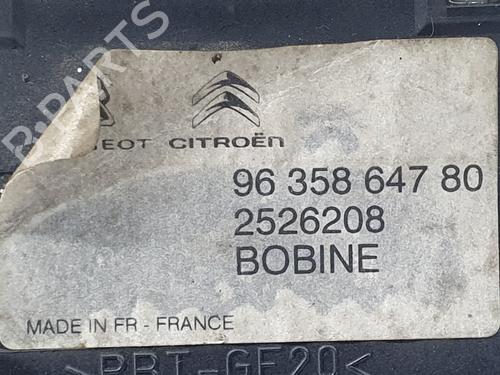 B-PARTS
EOT CITROËN
96 358 647 80
2526208
BOBINE
MADE IN FR - FRANCE
>PBT-GF20<